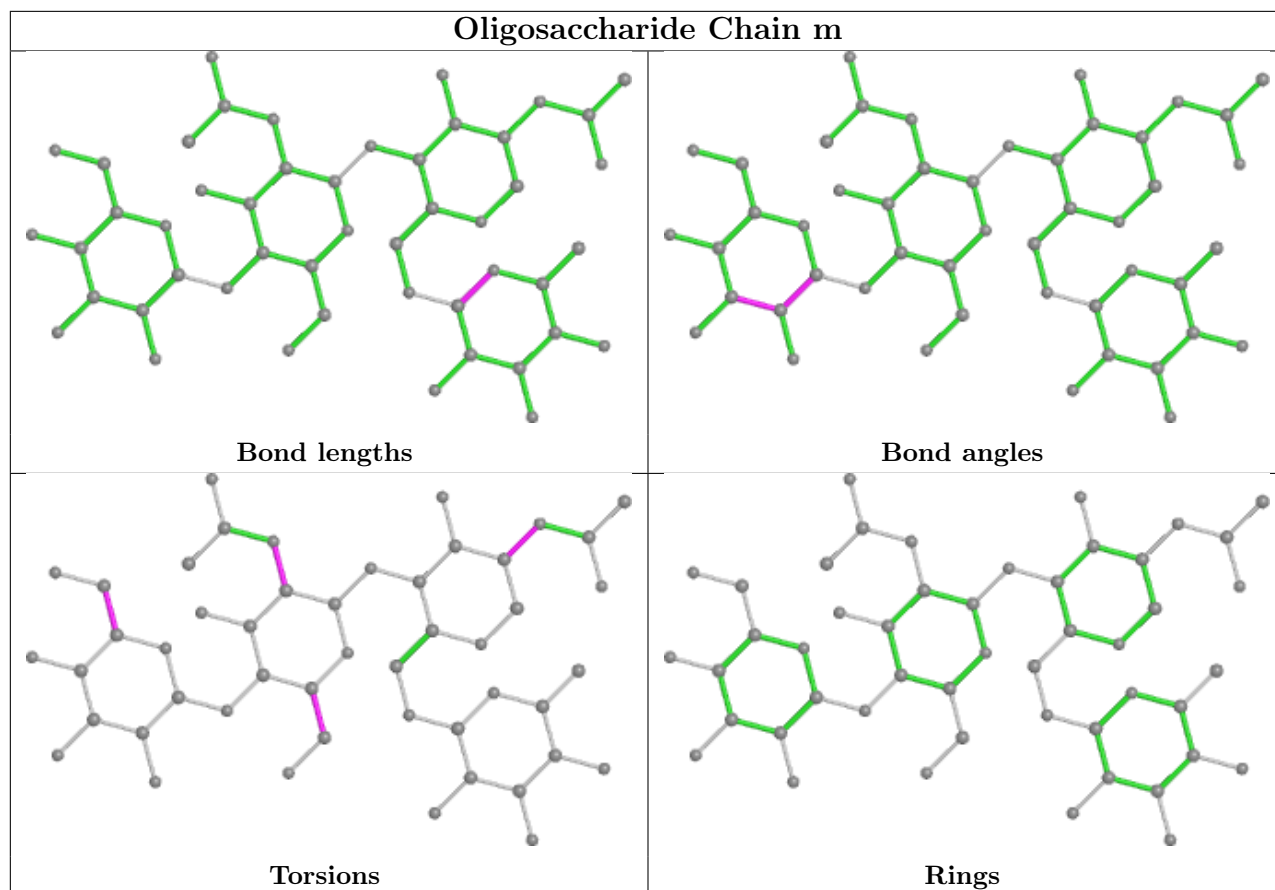 Oligosaccharide Chain m
Bond lengths
Bond angles
Torsions
Rings